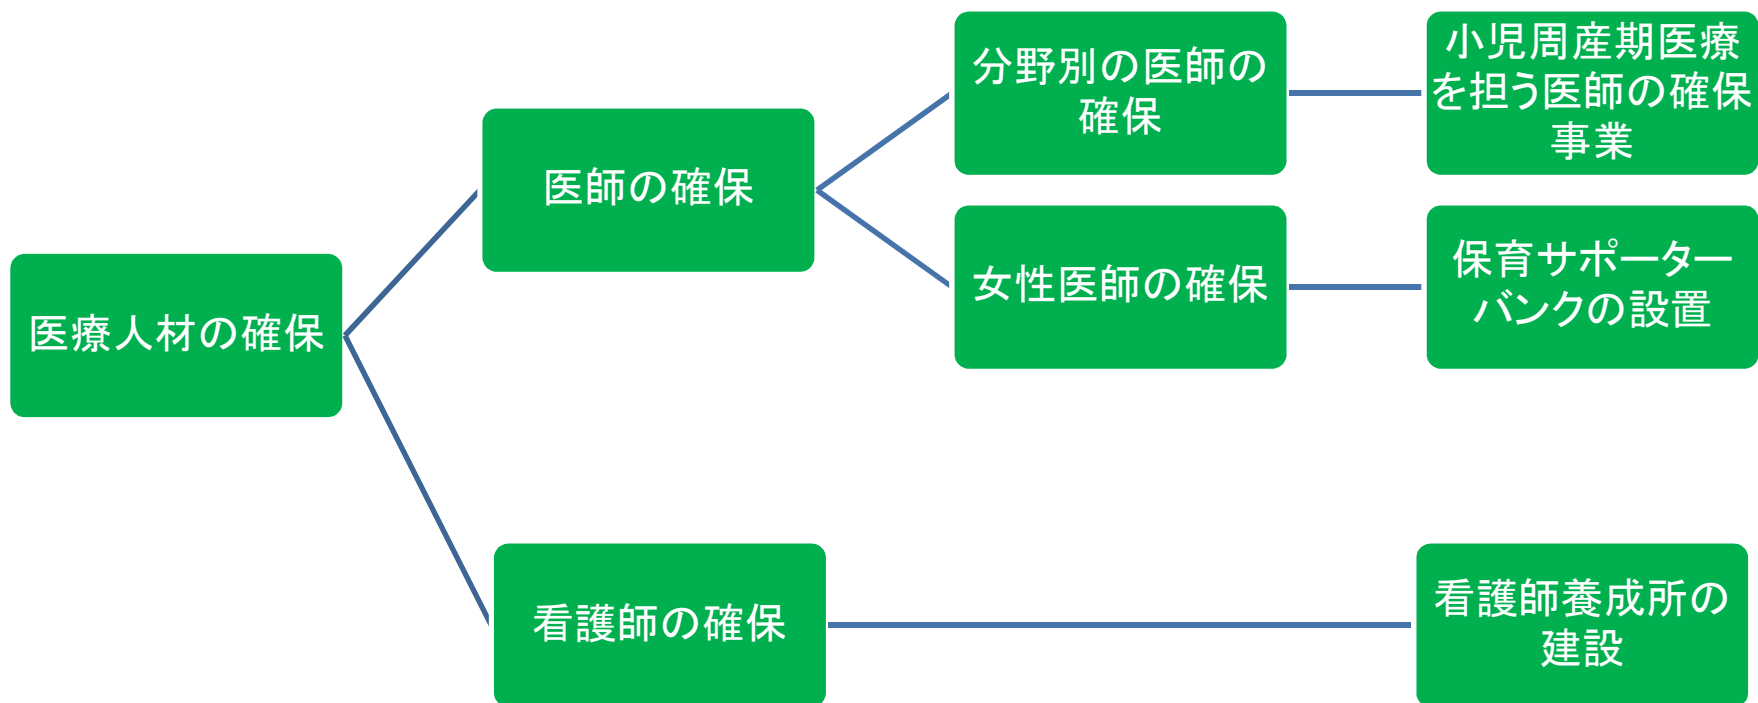 医療人材の確保
医師の確保
分野別の医師の
確保
小児周産期医療
を担う医師の確保
事業
女性医師の確保
保育サポーター
バンクの設置
看護師の確保
看護師養成所の
建設